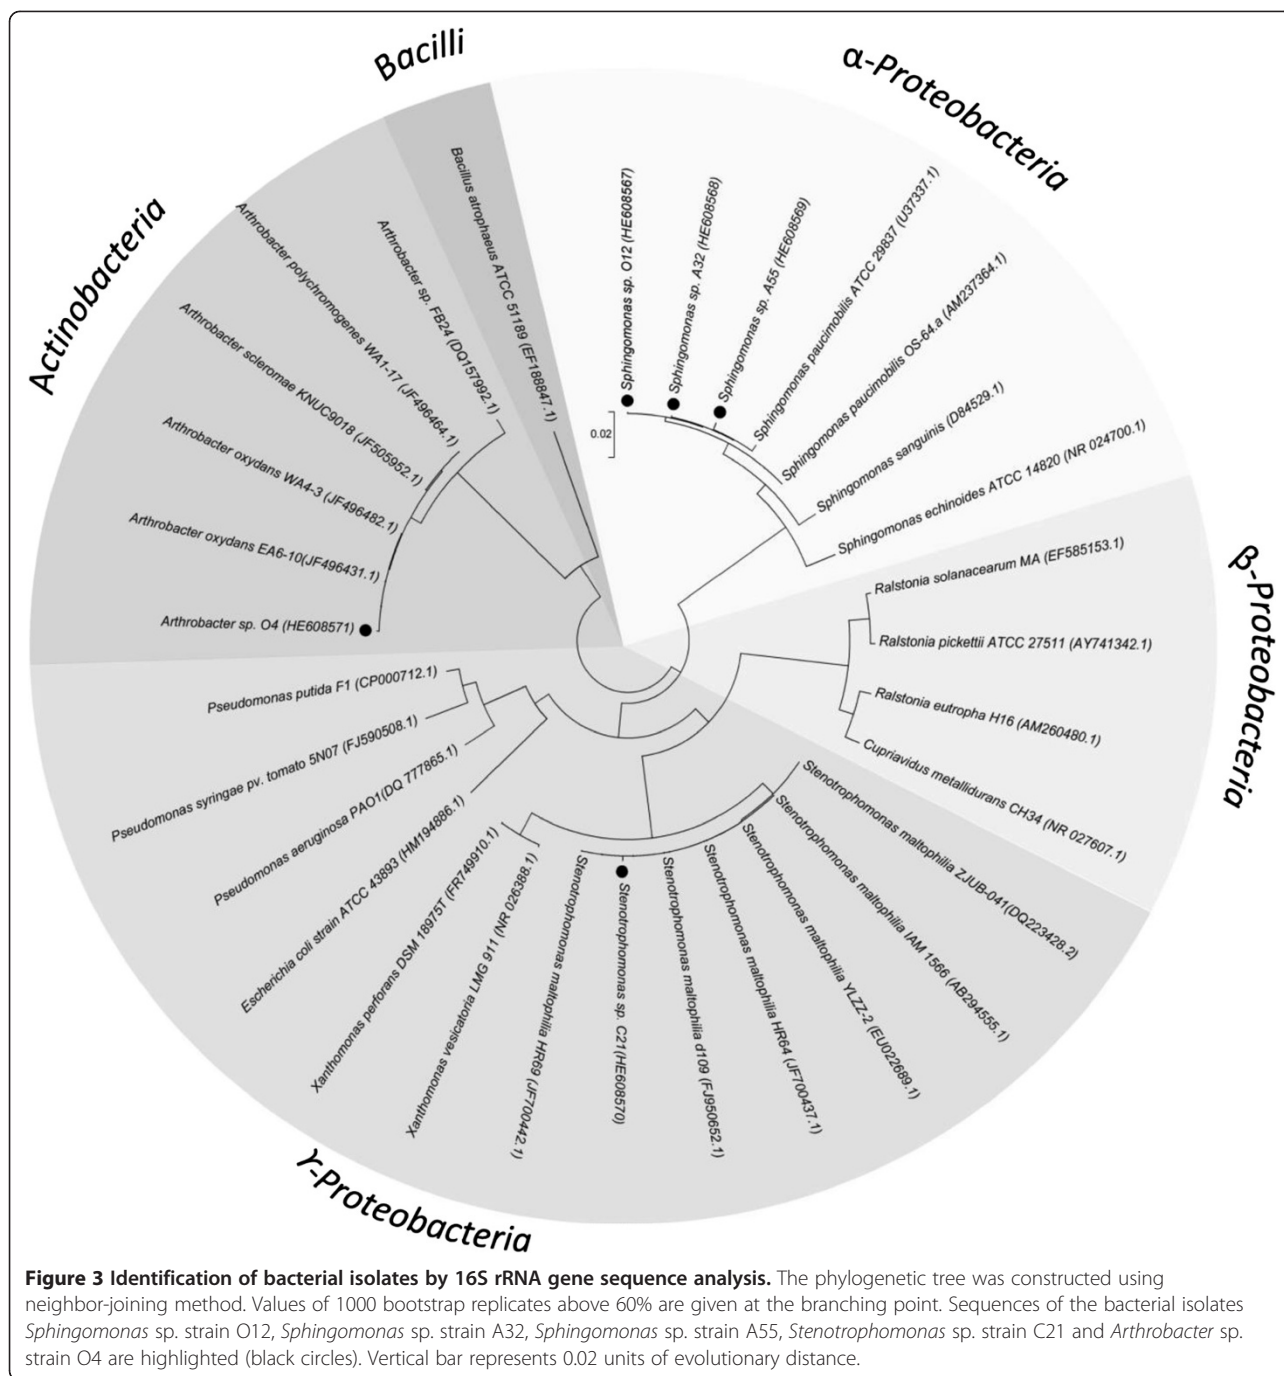 Bacilli
α-Proteobacteria
Actinobacteria
β-Proteobacteria
γ-Proteobacteria
Bacillus atrophaeus ATCC 51189 (EF188847.1)
Sphingomonas sp. O12 (HE608567)
Sphingomonas sp. A32 (HE608568)
Sphingomonas sp. A55 (HE608569)
Sphingomonas paucimobilis ATCC 29837 (U37337.1)
Sphingomonas paucimobilis OS-64.a (AM237364.1)
Sphingomonas sanguinis (D84529.1)
Sphingomonas echinoides ATCC 14820 (NR 024700.1)
0.02
Ralstonia solanacearum MA (EF585153.1)
Ralstonia pickettii ATCC 27511 (AY741342.1)
Ralstonia eutropha H16 (AM260480.1)
Cupriavidus metallidurans CH34 (NR 027607.1)
Stenotrophomonas maltophilia ZJUB-041(DQ223428.2)
Stenotrophomonas maltophilia IAM 1566 (AB294555.1)
Stenotrophomonas maltophilia YLZZ-2 (EU022689.1)
Stenotrophomonas maltophilia HR64 (JF700437.1)
Stenotrophomonas maltophilia d109 (FJ950652.1)
Stenotrophomonas sp. C21(HE608570)
Stenotrophomonas maltophilia HR69 (JF700442.1)
Xanthomonas vesicatoria LMG 911 (NR 026388.1)
Xanthomonas perforans DSM 18975T (FR749910.1)
Escherichia coli strain ATCC 43893 (HM194886.1)
Pseudomonas aeruginosa PAO1(DQ 777865.1)
Pseudomonas syringae pv. tomato 5N07 (FJ590508.1)
Pseudomonas putida F1 (CP000712.1)
Arthrobacter sp. O4 (HE608571)
Arthrobacter oxydans EA6-10(JF496431.1)
Arthrobacter oxydans WA4-3 (JF496482.1)
Arthrobacter scleromae KNUC9018 (JF505952.1)
Arthrobacter polychromogenes WA1-17 (JF496464.1)
Arthrobacter sp. FB24 (DQ157992.1)
Figure 3 Identification of bacterial isolates by 16S rRNA gene sequence analysis. The phylogenetic tree was constructed using
neighbor-joining method. Values of 1000 bootstrap replicates above 60% are given at the branching point. Sequences of the bacterial isolates
Sphingomonas sp. strain O12, Sphingomonas sp. strain A32, Sphingomonas sp. strain A55, Stenotrophomonas sp. strain C21 and Arthrobacter sp.
strain O4 are highlighted (black circles). Vertical bar represents 0.02 units of evolutionary distance.